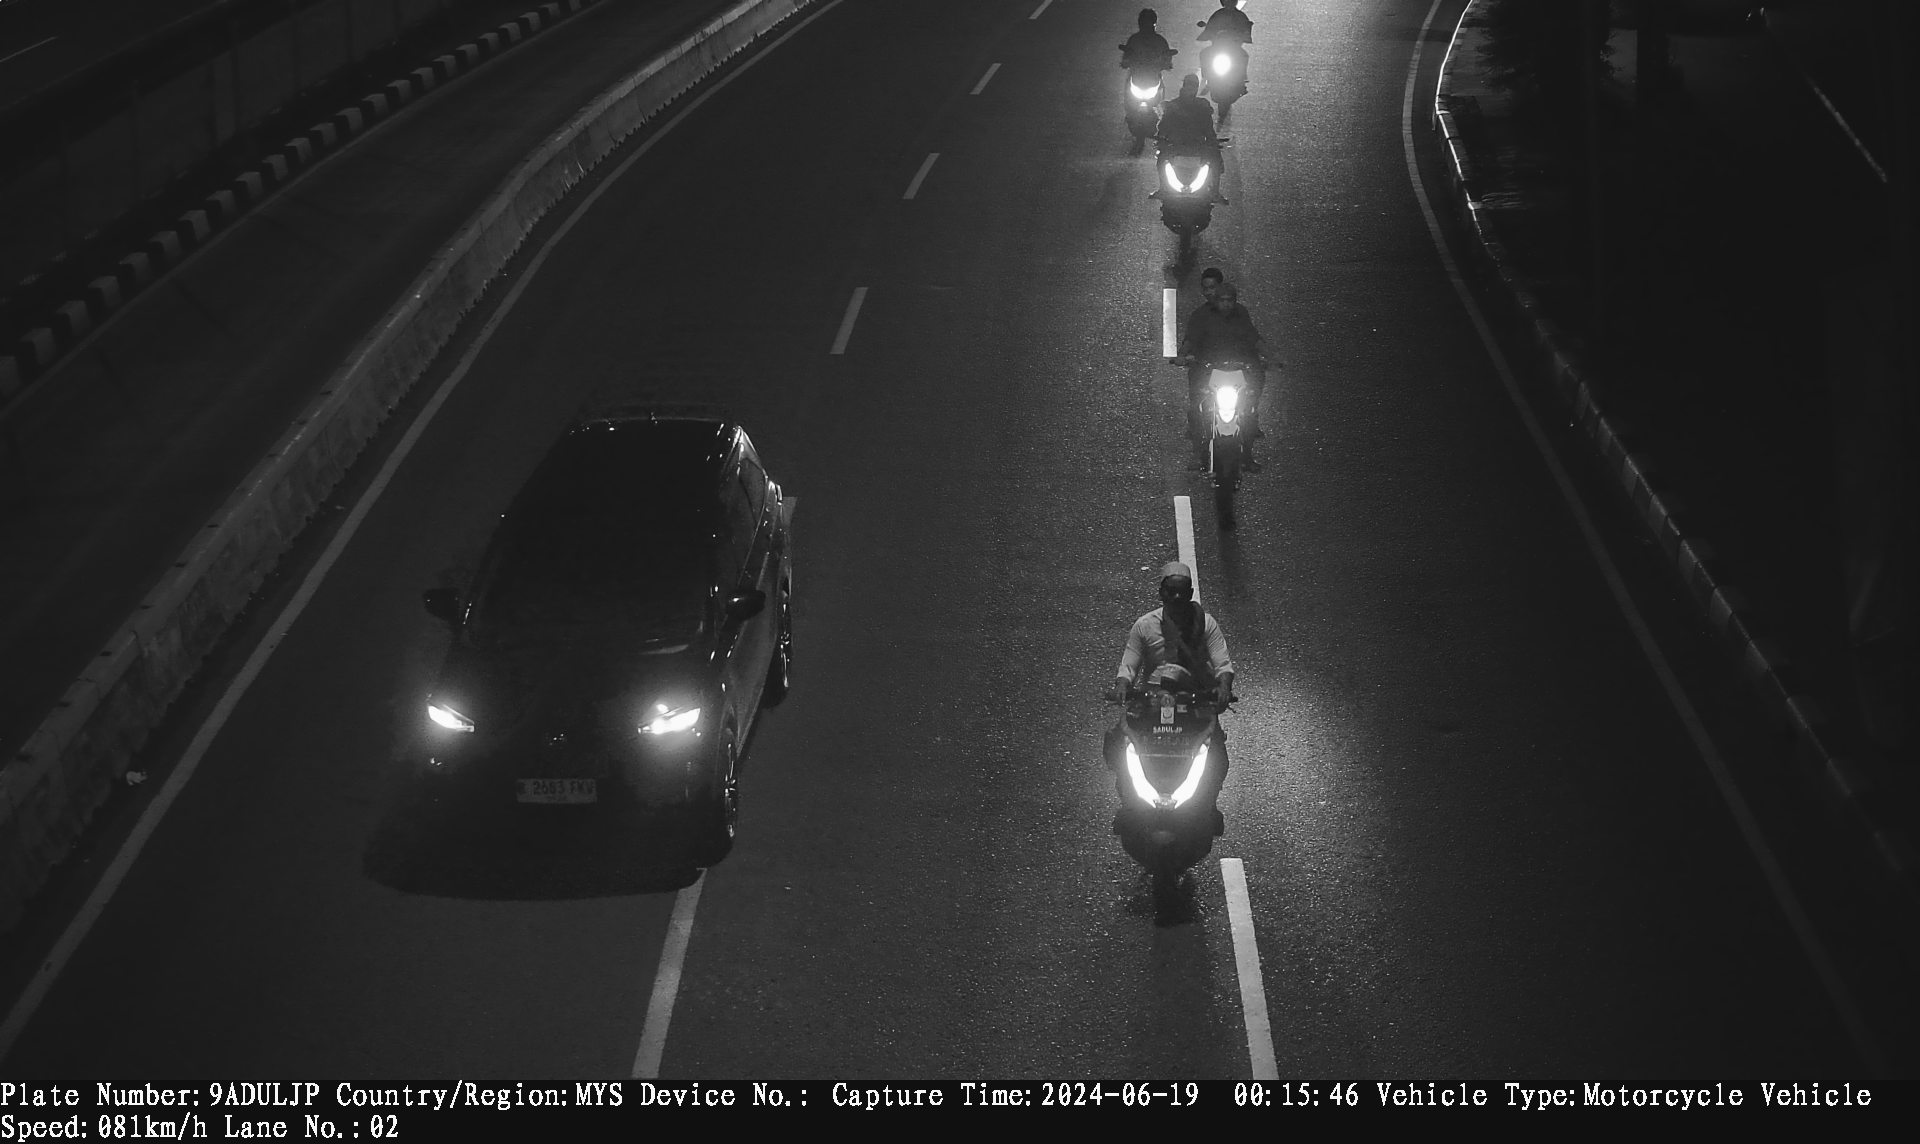 9ADULJP
Plate Number:9ADULJP Country/Region:MYS Device No.: Capture Time:2024-06-19 00:15:46 Vehicle Type:Motorcycle Vehicle
Speed:081km/h Lane No.:02